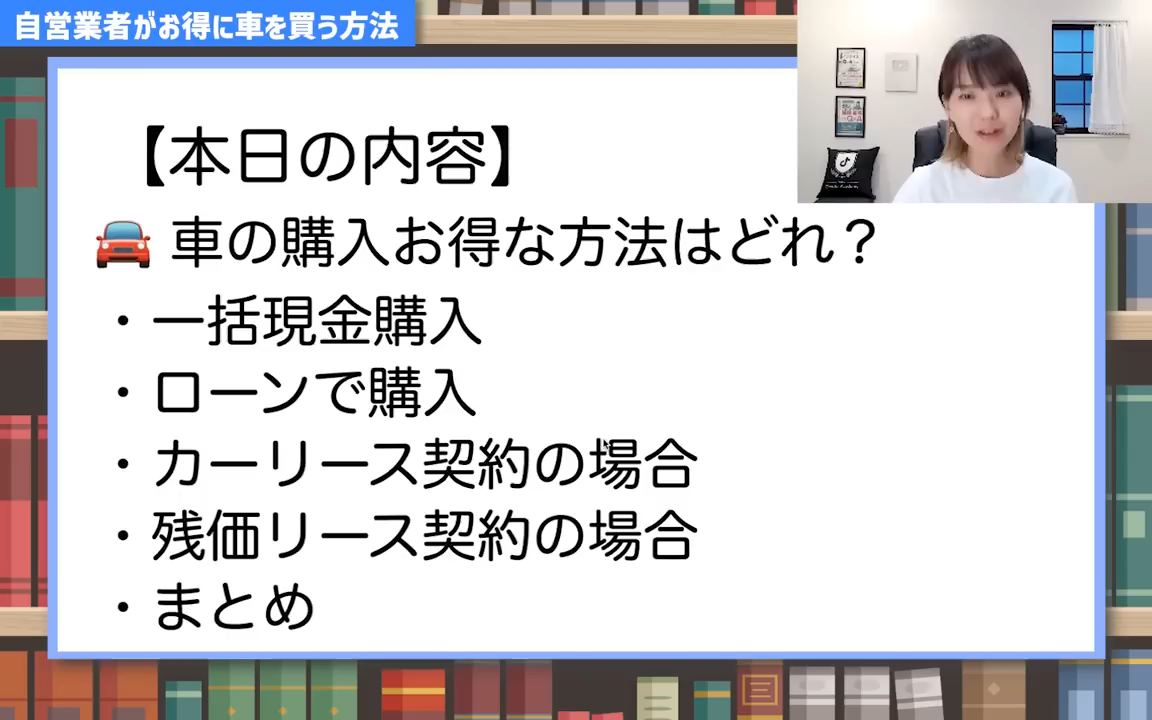 自営業者がお得に車を買う方法
【本日の内容】
🚗 車の購入お得な方法はどれ？
・一括現金購入
・ローンで購入
・カーリース契約の場合
・残価リース契約の場合
・まとめ